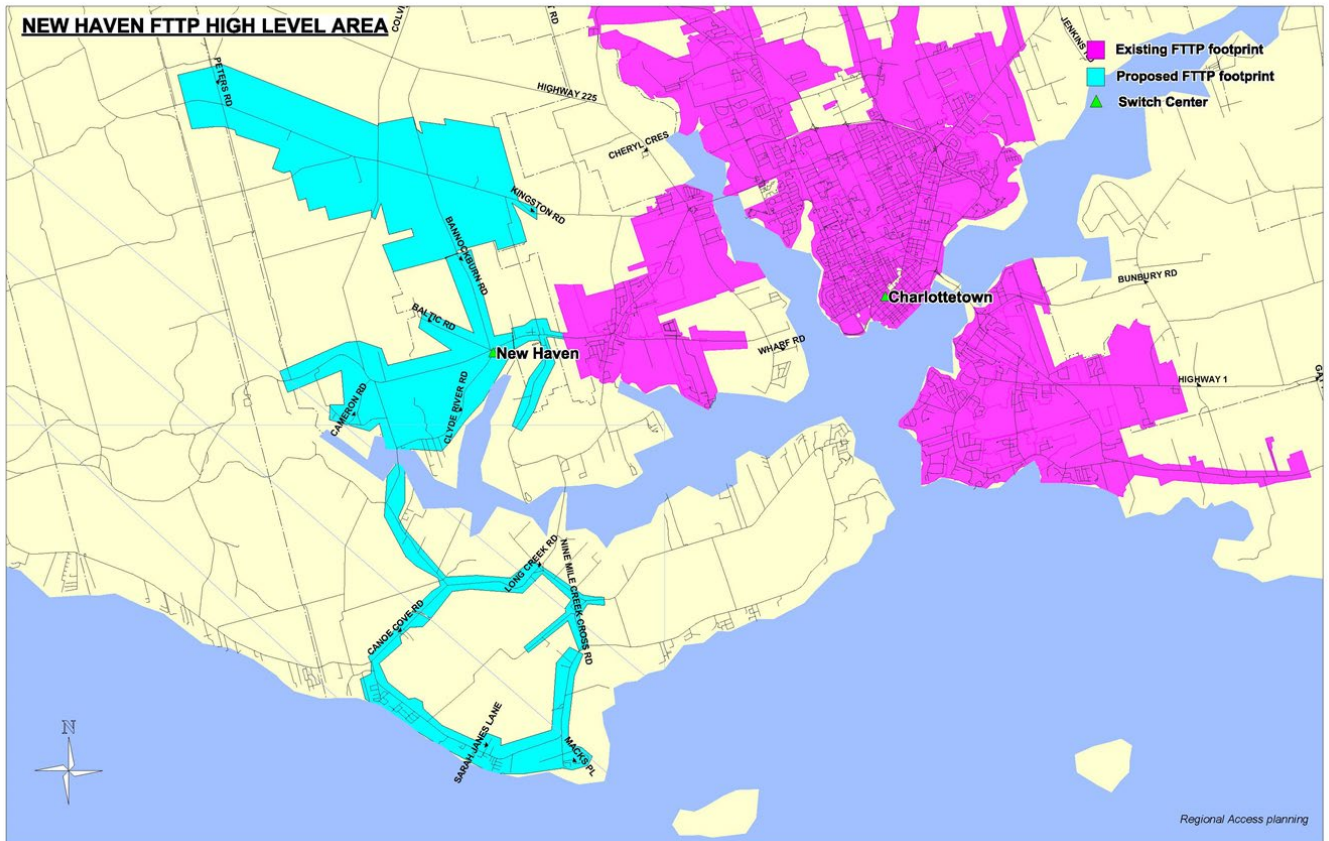 NEW HAVEN FTTP HIGH LEVEL AREA
PETERS RD
HIGHWAY 225
JENKINS RD
Existing FTTP footprint
Proposed FTTP footprint
Switch Center
CHERYL CRES
KINGSTON RD
BANNOCKBURN RD
BUNBURY RD
Charlottetown
BALTIC RD
New Haven
WHARF RD
HIGHWAY 1
CAMERON RD
CLYDE RIVER RD
LONG CREEK RD
NINE MILE CREEK CROSS RD
CANOE COVE RD
SARAH JANES LANE
MACKS PL
N
Regional Access planning